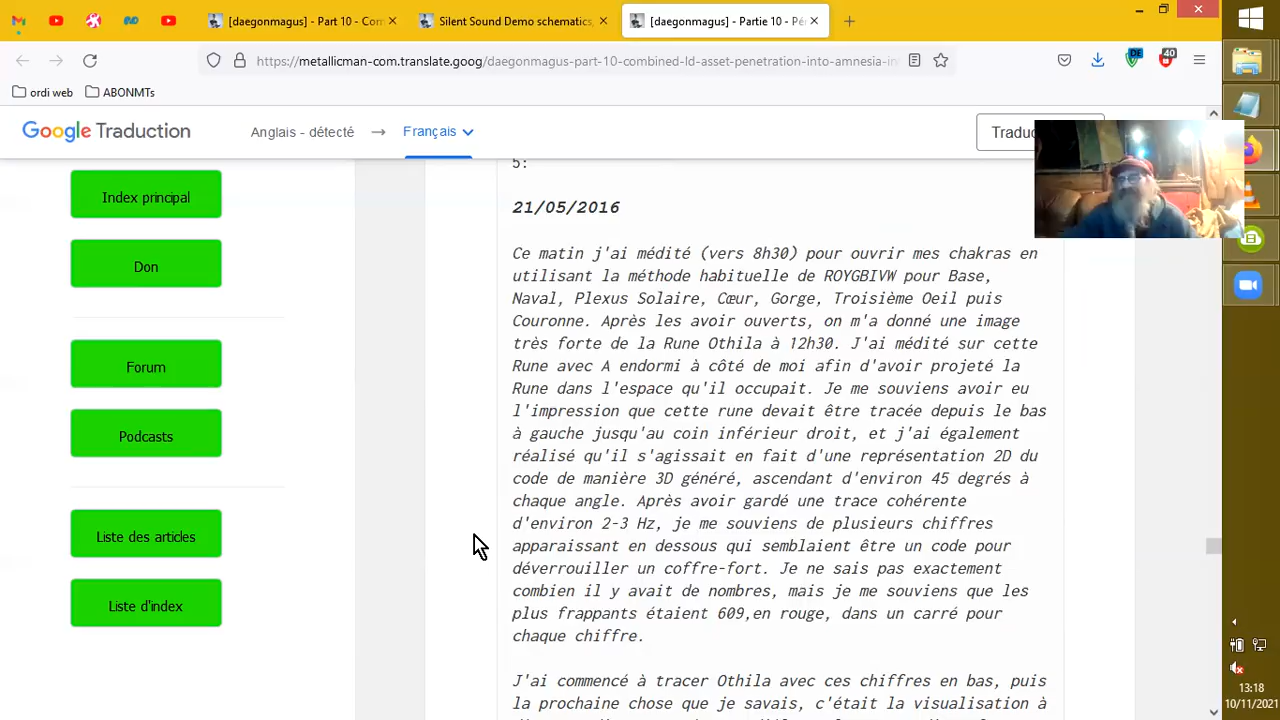 [daegonmagus] - Part 10 - Con
Silent Sound Demo schematics,
[daegonmagus] - Partie 10 - Pé
https://metallicman-com.translate.goog/daegonmagus-part-10-combined-ld-asset-penetration-into-amnesia-in
DE
40
ordi web
ABONMTs
Google Traduction
Anglais - détecté
Français
Traduc
Index principal
Don
Forum
Podcasts
Liste des articles
Liste d'index
5:
21/05/2016
Ce matin j'ai médité (vers 8h30) pour ouvrir mes chakras en
utilisant la méthode habituelle de ROYGBIVW pour Base,
Naval, Plexus Solaire, Cœur, Gorge, Troisième Oeil puis
Couronne. Après les avoir ouverts, on m'a donné une image
très forte de la Rune Othila à 12h30. J'ai médité sur cette
Rune avec A endormi à côté de moi afin d'avoir projeté la
Rune dans l'espace qu'il occupait. Je me souviens avoir eu
l'impression que cette rune devait être tracée depuis le bas
à gauche jusqu'au coin inférieur droit, et j'ai également
réalisé qu'il s'agissait en fait d'une représentation 2D du
code de manière 3D généré, ascendant d'environ 45 degrés à
chaque angle. Après avoir gardé une trace cohérente
d'environ 2-3 Hz, je me souviens de plusieurs chiffres
apparaissant en dessous qui semblaient être un code pour
déverrouiller un coffre-fort. Je ne sais pas exactement
combien il y avait de nombres, mais je me souviens que les
plus frappants étaient 609,en rouge, dans un carré pour
chaque chiffre.
J'ai commencé à tracer Othila avec ces chiffres en bas, puis
la prochaine chose que je savais, c'était la visualisation à
13:18
10/11/2021